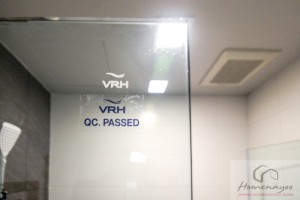 VRH
VRH
QC. PASSED
Homenayoo